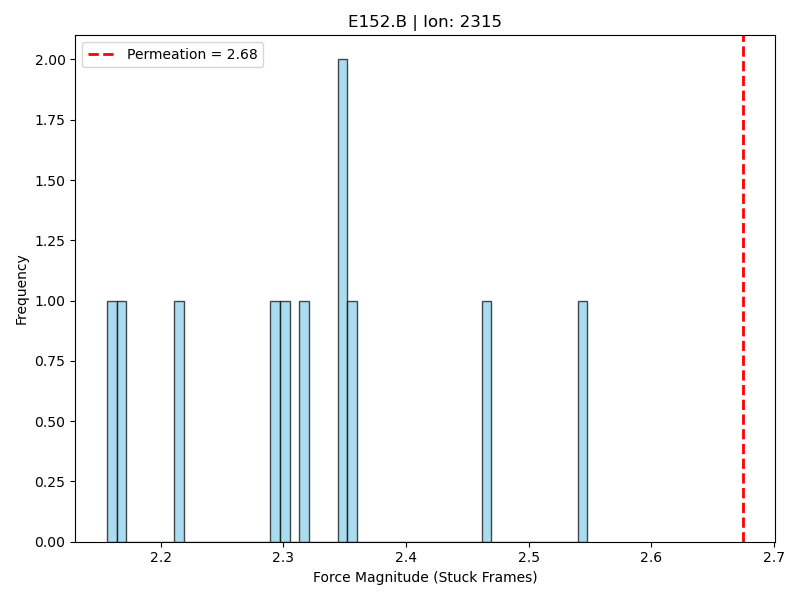 E152.B | Ion: 2315
Permeation = 2.68
2.00
1.75
1.50
1.25
1.00
0.75
0.50
0.25
0.00
Frequency
2.2 2.3 2.4 2.5 2.6 2.7
Force Magnitude (Stuck Frames)